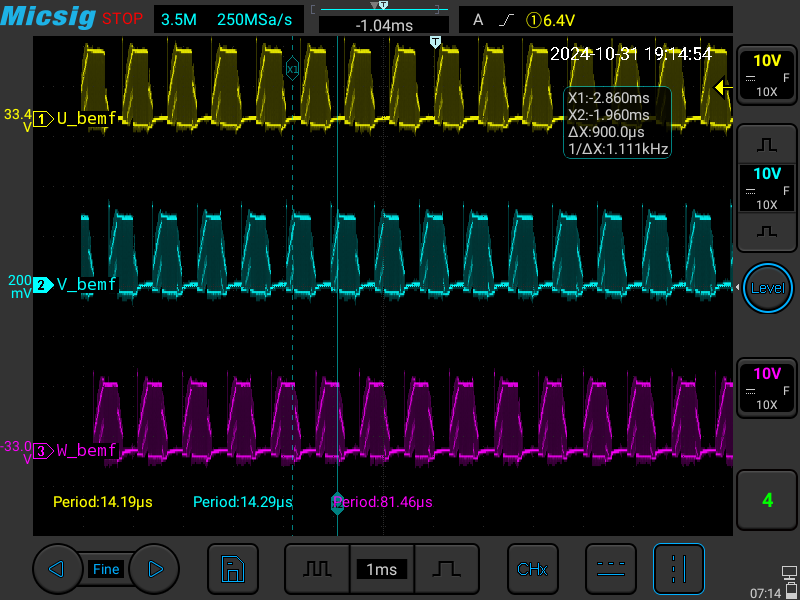 Micsig STOP 3.5M 250MSa/s T -1.04ms A 1 6.4V
T
2024-10-31 19:14:54
10V
F
10X
X1
X1:-2.860ms
X2:-1.960ms
ΔX:900.0µs
1/ΔX:1.111kHz
33.4
V
1 U_bemf
10V
F
10X
200
mV
2 V_bemf
Level
10V
F
10X
-33.0
V
3 W_bemf
Period:14.19µs Period:14.29µs Period:81.46µs
4
Fine 1ms CHx
07:14